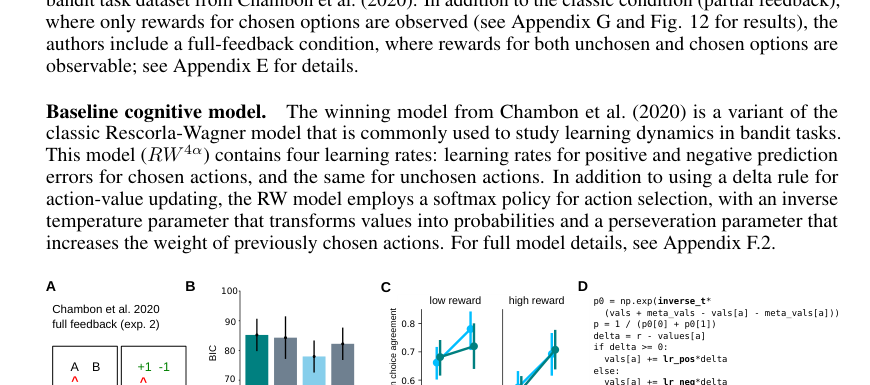 bandit task dataset from Chambon et al. (2020). In addition to the classic condition (partial feedback),
where only rewards for chosen options are observed (see Appendix G and Fig. 12 for results), the
authors include a full-feedback condition, where rewards for both unchosen and chosen options are
observable; see Appendix E for details.
Baseline cognitive model. The winning model from Chambon et al. (2020) is a variant of the
classic Rescorla-Wagner model that is commonly used to study learning dynamics in bandit tasks.
This model (RW⁴ᵅ) contains four learning rates: learning rates for positive and negative prediction
errors for chosen actions, and the same for unchosen actions. In addition to using a delta rule for
action-value updating, the RW model employs a softmax policy for action selection, with an inverse
temperature parameter that transforms values into probabilities and a perseveration parameter that
increases the weight of previously chosen actions. For full model details, see Appendix F.2.
A
Chambon et al. 2020
full feedback (exp. 2)
A B
^
+1 -1
^
B
100
90
80
70
BIC
C
low reward
high reward
0.8
0.7
0.6
choice agreement
D
p0 = np.exp(inverse_t*
(vals + meta_vals - vals[a] - meta_vals[a]))
p = 1 / (p0[0] + p0[1])
delta = r - values[a]
if delta >= 0:
vals[a] += lr_pos*delta
else:
vals[a] += lr_neg*delta